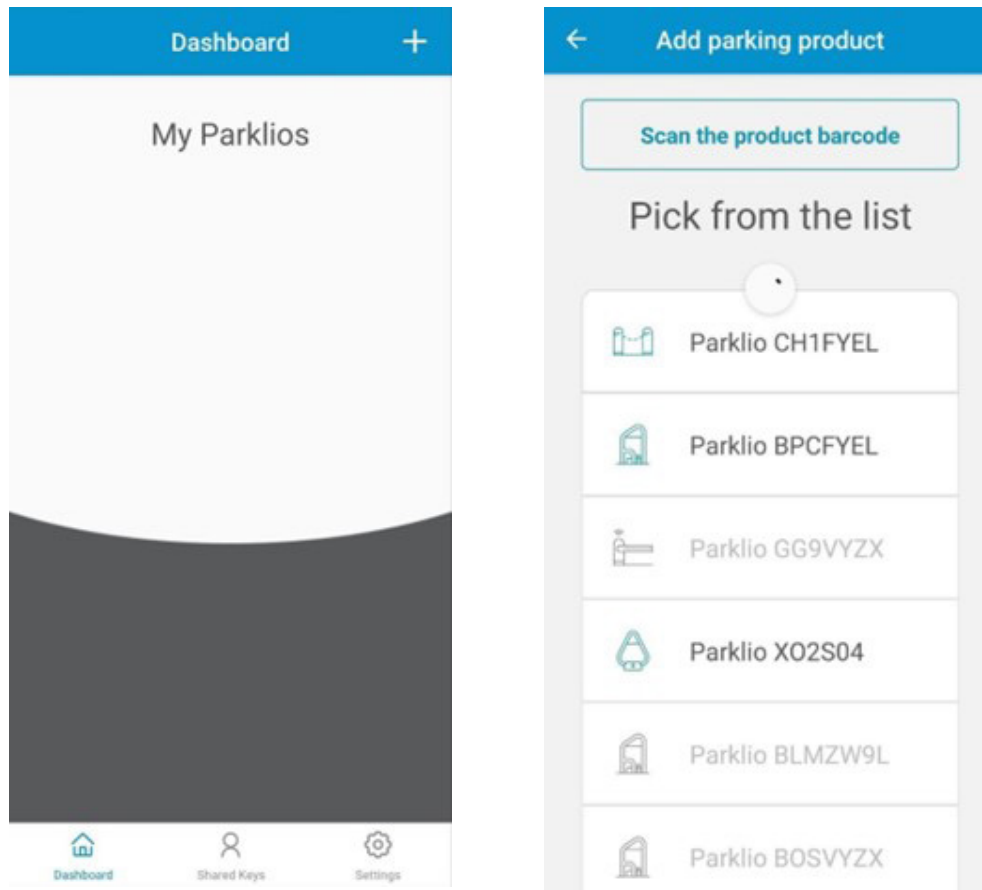 Dashboard +
My Parklios
Dashboard
Shared Keys
Settings
← Add parking product
Scan the product barcode
Pick from the list
Parklio CH1FYEL
Parklio BPCFYEL
Parklio GG9VYZX
Parklio XO2S04
Parklio BLMZW9L
Parklio BOSVYZX